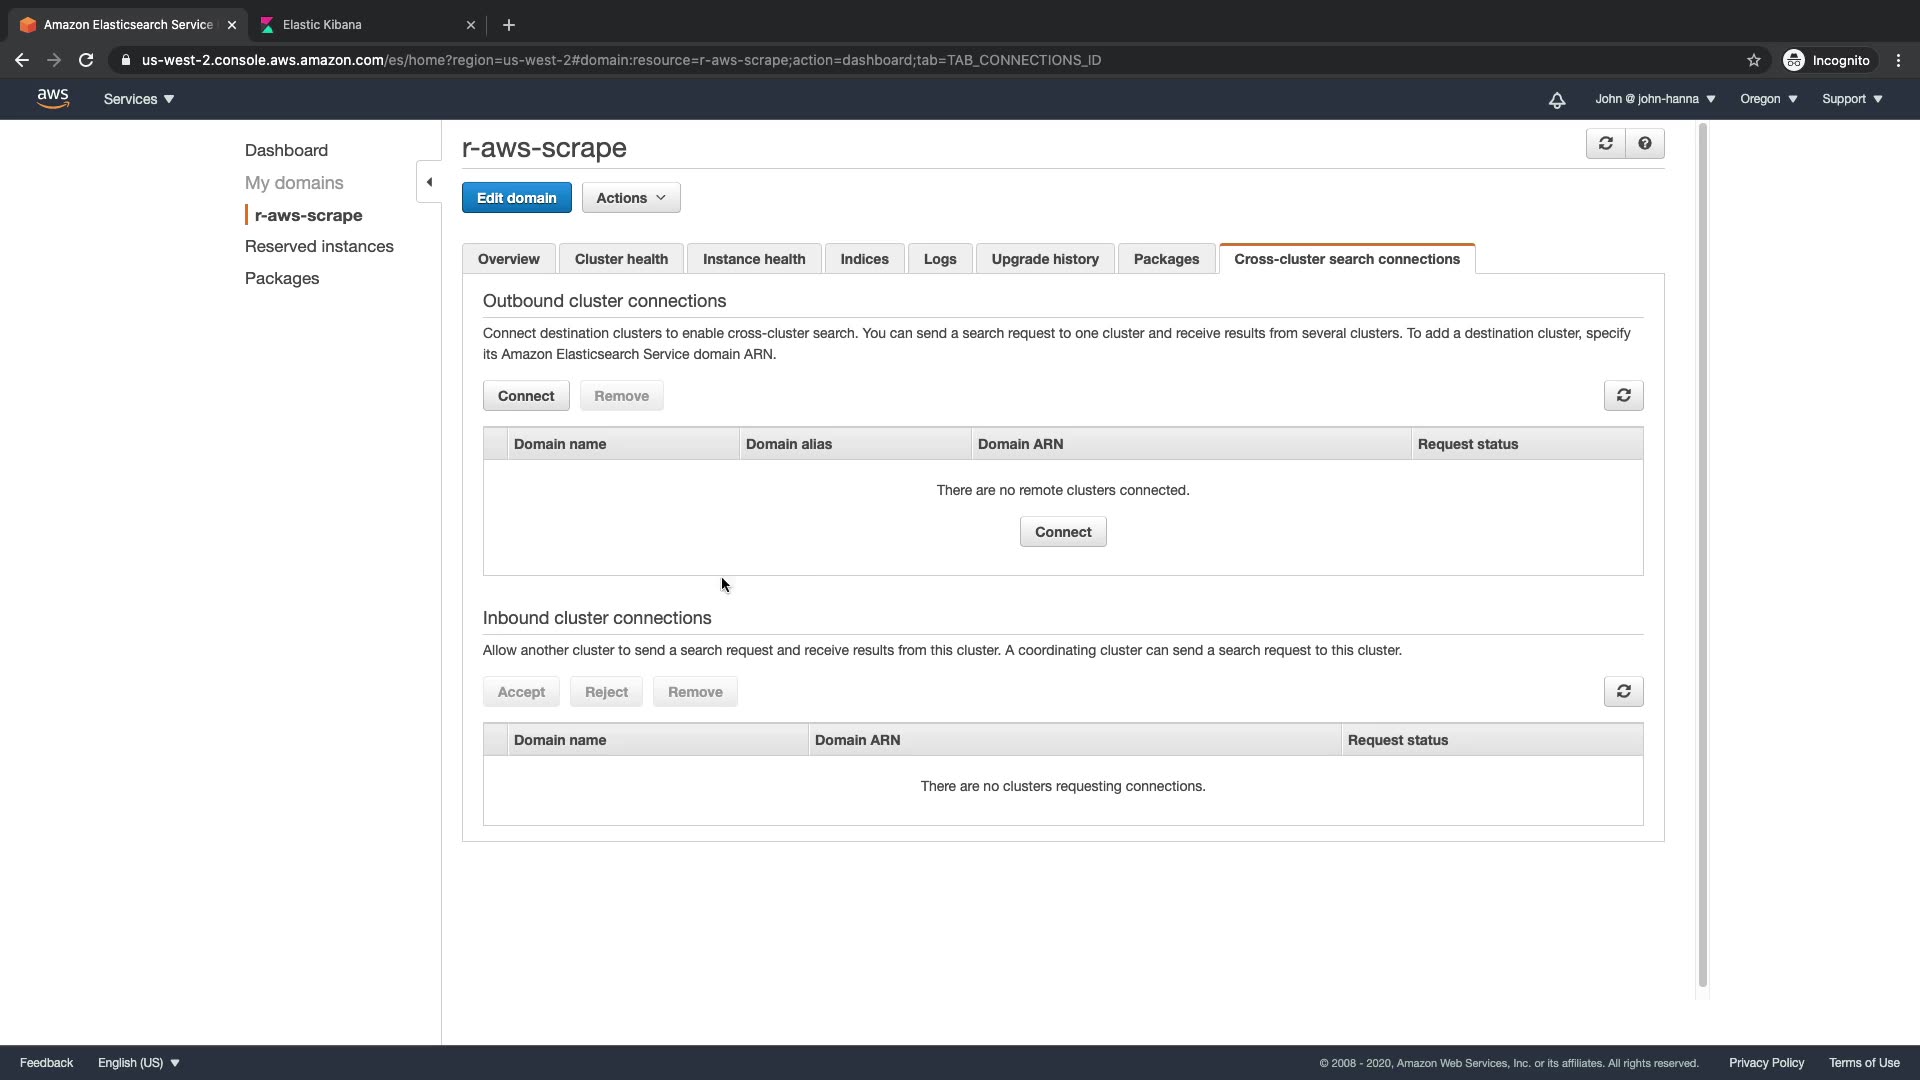 Amazon Elasticsearch Service
Elastic Kibana
us-west-2.console.aws.amazon.com/es/home?region=us-west-2#domain:resource=r-aws-scrape;action=dashboard;tab=TAB_CONNECTIONS_ID
Incognito
aws
Services
John @ john-hanna
Oregon
Support
Dashboard
My domains
r-aws-scrape
Reserved instances
Packages
r-aws-scrape
Edit domain
Actions
Overview
Cluster health
Instance health
Indices
Logs
Upgrade history
Packages
Cross-cluster search connections
Outbound cluster connections
Connect destination clusters to enable cross-cluster search. You can send a search request to one cluster and receive results from several clusters. To add a destination cluster, specify
its Amazon Elasticsearch Service domain ARN.
Connect
Remove
Domain name
Domain alias
Domain ARN
Request status
There are no remote clusters connected.
Connect
Inbound cluster connections
Allow another cluster to send a search request and receive results from this cluster. A coordinating cluster can send a search request to this cluster.
Accept
Reject
Remove
Domain name
Domain ARN
Request status
There are no clusters requesting connections.
Feedback
English (US)
© 2008 - 2020, Amazon Web Services, Inc. or its affiliates. All rights reserved.
Privacy Policy
Terms of Use